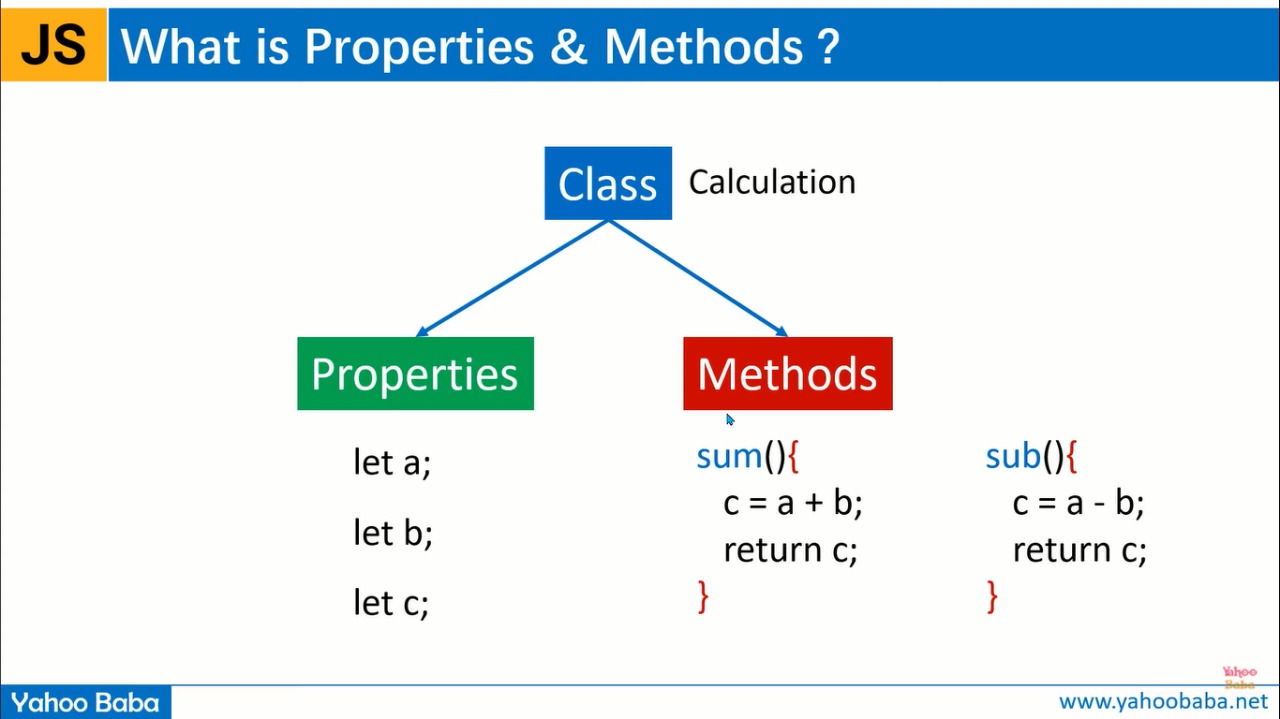 JS What is Properties & Methods ?
Class Calculation
Properties
Methods
let a;
let b;
let c;
sum(){
c = a + b;
return c;
}
sub(){
c = a - b;
return c;
}
Yahoo
Baba
Yahoo Baba
www.yahoobaba.net